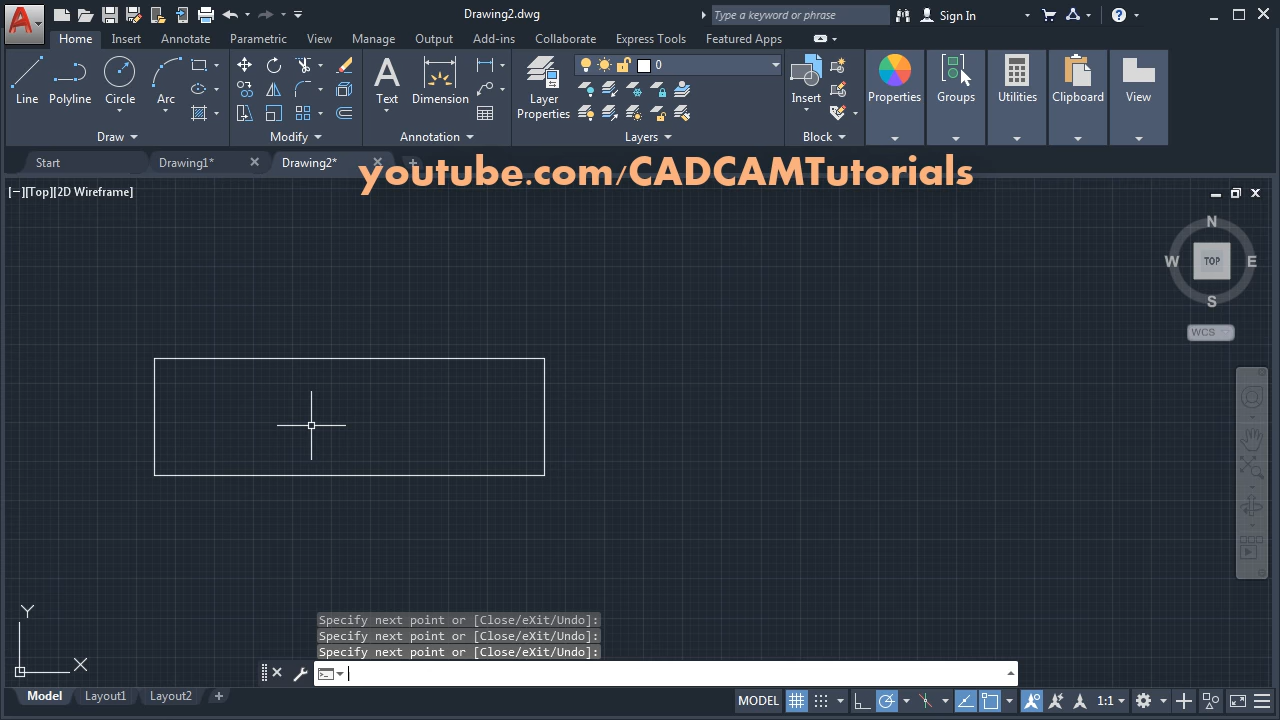 Drawing2.dwg
Type a keyword or phrase
Sign In
Home Insert Annotate Parametric View Manage Output Add-ins Collaborate Express Tools Featured Apps
Line Polyline Circle Arc
Text Dimension
Layer Properties
0
Insert Properties Groups Utilities Clipboard View
Draw Modify Annotation Layers Block
Start Drawing1* Drawing2*
youtube.com/CADCAMTutorials
[−][Top][2D Wireframe]
N
W TOP E
S
WCS
Y
X
Specify next point or [Close/eXit/Undo]:
Specify next point or [Close/eXit/Undo]:
Specify next point or [Close/eXit/Undo]:
Model Layout1 Layout2 +
MODEL 1:1